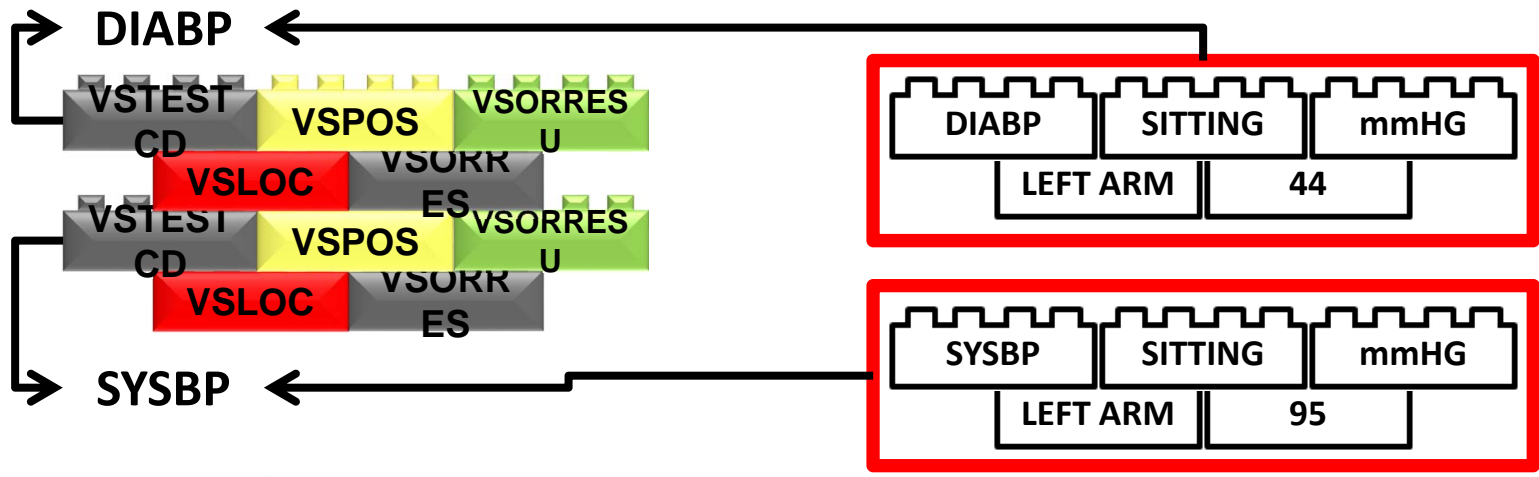 DIABP
VSTEST
CD
VSPOS
VSORRES
U
VSLOC
VSORR
ES
VSTEST
CD
VSPOS
VSORRES
U
VSLOC
VSORR
ES
SYSBP
DIABP
SITTING
mmHG
LEFT ARM
44
SYSBP
SITTING
mmHG
LEFT ARM
95